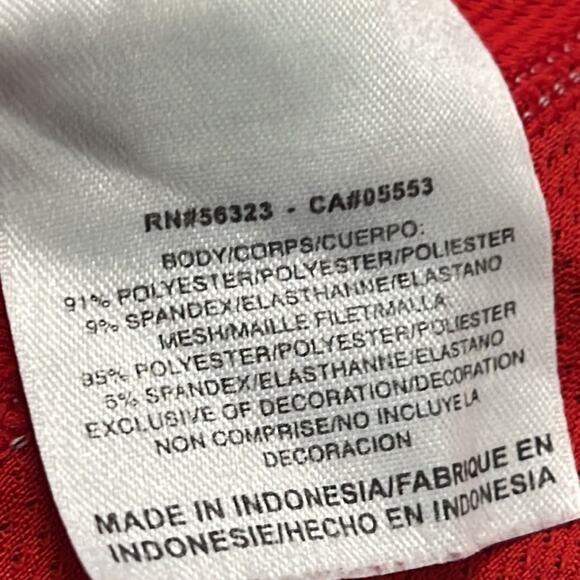 RN#56323 - CA#05553
BODY/CORPS/CUERPO:
91% POLYESTER/POLYESTER/POLIESTER
9% SPANDEX/ELASTHANNE/ELASTANO
MESH/MAILLE FILET/MALLA:
95% POLYESTER/POLYESTER/POLIESTER
5% SPANDEX/ELASTHANNE/ELASTANO
EXCLUSIVE OF DECORATION/DECORATION
NON COMPRISE/NO INCLUYE LA
DECORACION
MADE IN INDONESIA/FABRIQUE EN
INDONESIE/HECHO EN INDONESIA